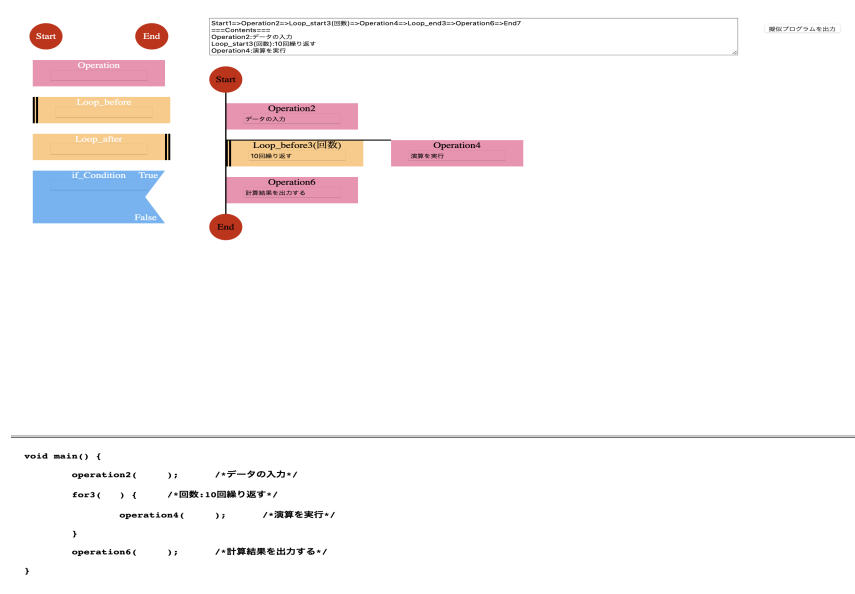 Start
End
Operation
Loop_before
Loop_after
if_Condition True
False
Start1=>Operation2=>Loop_start3(回数)=>Operation4=>Loop_end3=>Operation6=>End7
===Contents===
Operation2:データの入力
Loop_start3(回数):10回繰り返す
Operation4:演算を実行
擬似プログラムを出力
Start
Operation2
データの入力
Loop_before3(回数)
10回繰り返す
Operation4
演算を実行
Operation6
計算結果を出力する
End
void main() {
operation2( ); /*データの入力*/
for3( ) { /*回数:10回繰り返す*/
operation4( ); /*演算を実行*/
}
operation6( ); /*計算結果を出力する*/
}